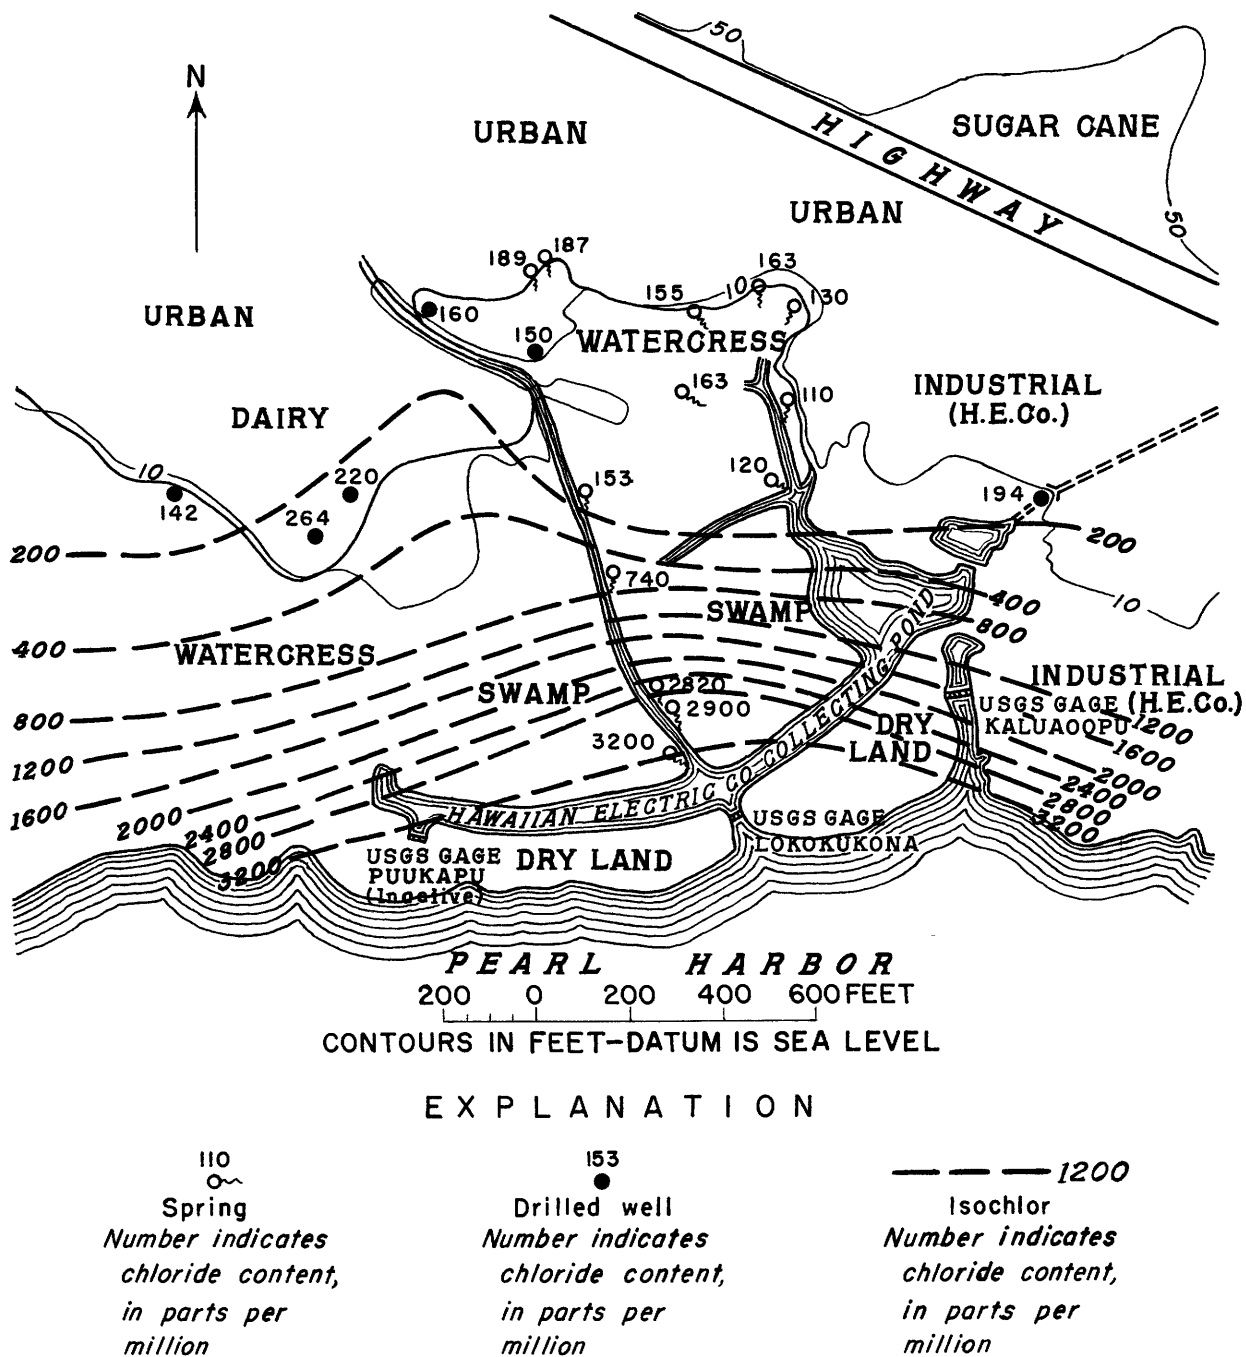 50
N
URBAN
SUGAR CANE
HIGHWAY
URBAN
50
187
189
163
URBAN
160
155
10
130
150
WATERCRESS
163
110
INDUSTRIAL
(H.E.Co.)
DAIRY
10
220
153
120
194
142
264
200
200
740
400
10
SWAMP
800
400
WATERCRESS
SWAMP
2820
2900
INDUSTRIAL
(H.E.Co.)
USGS GAGE
KALUAOOPU
DRY
LAND
800
3200
1200
1600
1200
2000
2400
2800
3200
1600
2000
2400
2800
3200
HAWAIIAN ELECTRIC CO-COLLECTING-POND
USGS GAGE
LOKOKUKONA
USGS GAGE
PUUKAPU
(Inactive)
DRY LAND
PEARL HARBOR
200 0 200 400 600 FEET
CONTOURS IN FEET-DATUM IS SEA LEVEL
EXPLANATION
110
Spring
Number indicates
chloride content,
in parts per
million
153
Drilled well
Number indicates
chloride content,
in parts per
million
1200
Isochlor
Number indicates
chloride content,
in parts per
million